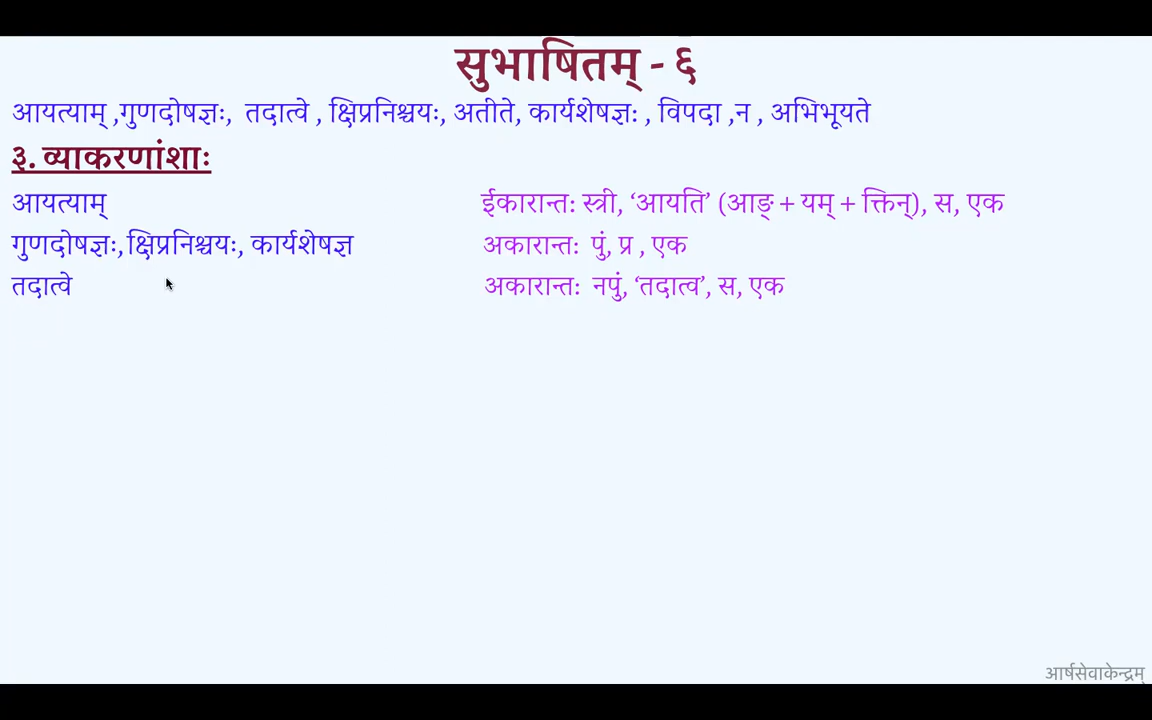 सुभाषितम् - ६
आयत्याम् ,गुणदोषज्ञः, तदात्वे , क्षिप्रनिश्चयः, अतीते, कार्यशेषज्ञः , विपदा ,न , अभिभूयते
३. व्याकरणांशाः
आयत्याम् ईकारान्तः स्त्री, ‘आयति’ (आङ् + यम् + क्तिन्), स, एक
गुणदोषज्ञः, क्षिप्रनिश्चयः, कार्यशेषज्ञ अकारान्तः पुं, प्र , एक
तदात्वे अकारान्तः नपुं, ‘तदात्व’, स, एक
आर्षसेवाकेन्द्रम्